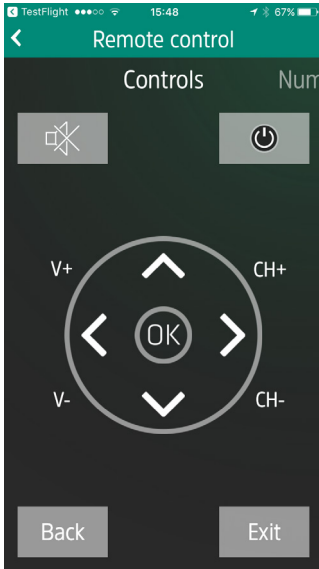 TestFlight 15:48 67%
Remote control
Controls Num
V+ CH+
OK
V- CH-
Back Exit